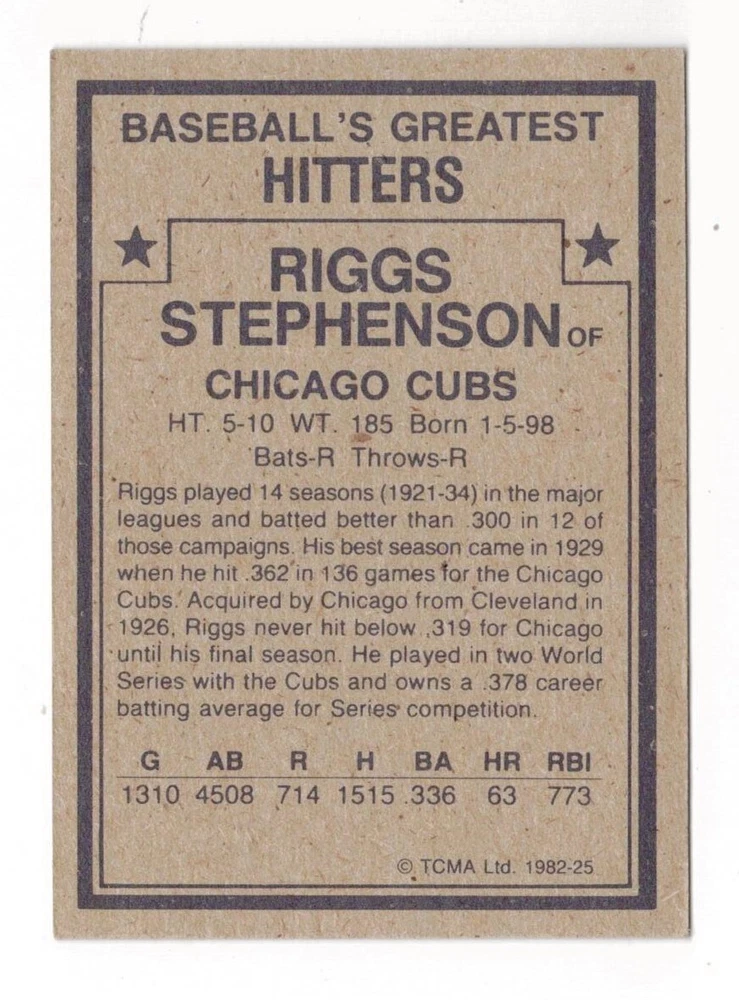 BASEBALL'S GREATEST
HITTERS
RIGGS
STEPHENSON OF
CHICAGO CUBS
HT. 5-10 WT. 185 Born 1-5-98
Bats-R Throws-R
Riggs played 14 seasons (1921-34) in the major
leagues and batted better than .300 in 12 of
those campaigns. His best season came in 1929
when he hit .362 in 136 games for the Chicago
Cubs. Acquired by Chicago from Cleveland in
1926, Riggs never hit below .319 for Chicago
until his final season. He played in two World
Series with the Cubs and owns a .378 career
batting average for Series competition.
G AB R H BA HR RBI
1310 4508 714 1515 .336 63 773
© TCMA Ltd. 1982-25